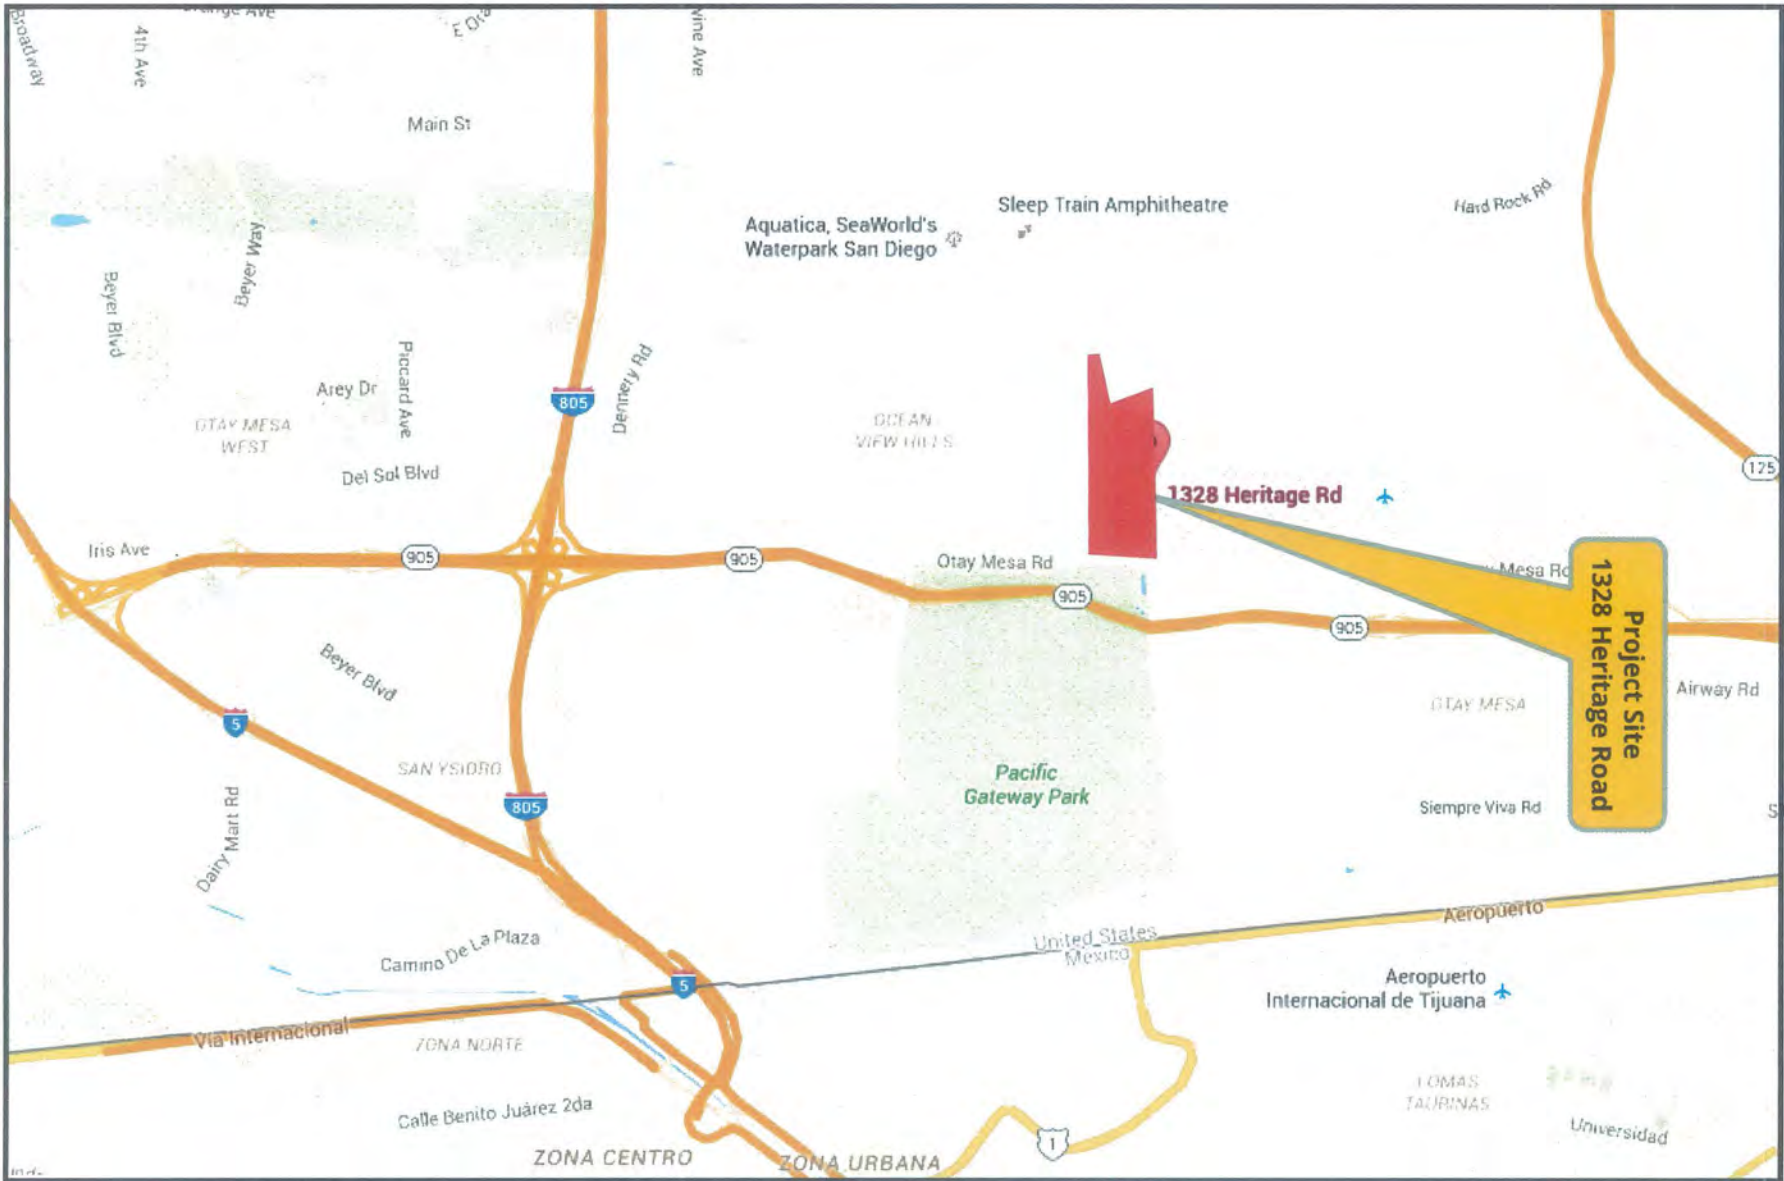 Broadway
4th Ave
Main St
Beyer Way
Beyer Blvd
Aquatica, SeaWorld's
Waterpark San Diego
Sleep Train Amphitheatre
Hard Rock Rd
Arey Dr
Piccard Ave
805
Dennery Rd
OTAY MESA
WEST
OCEAN
VIEW HILLS
Del Sol Blvd
125
1328 Heritage Rd
Iris Ave
905
905
Otay Mesa Rd
905
905
Mesa Rd
Project Site
1328 Heritage Road
Beyer Blvd
5
SAN YSIDRO
805
OTAY MESA
Airway Rd
Pacific
Gateway Park
Siempre Viva Rd
Dairy Mart Rd
Camino De La Plaza
5
United States
Mexico
Aeropuerto
Aeropuerto
Internacional de Tijuana
Vía Internacional
ZONA NORTE
LOMAS
TAURINAS
Calle Benito Juárez 2da
Universidad
1
ZONA CENTRO
ZONA URBANA